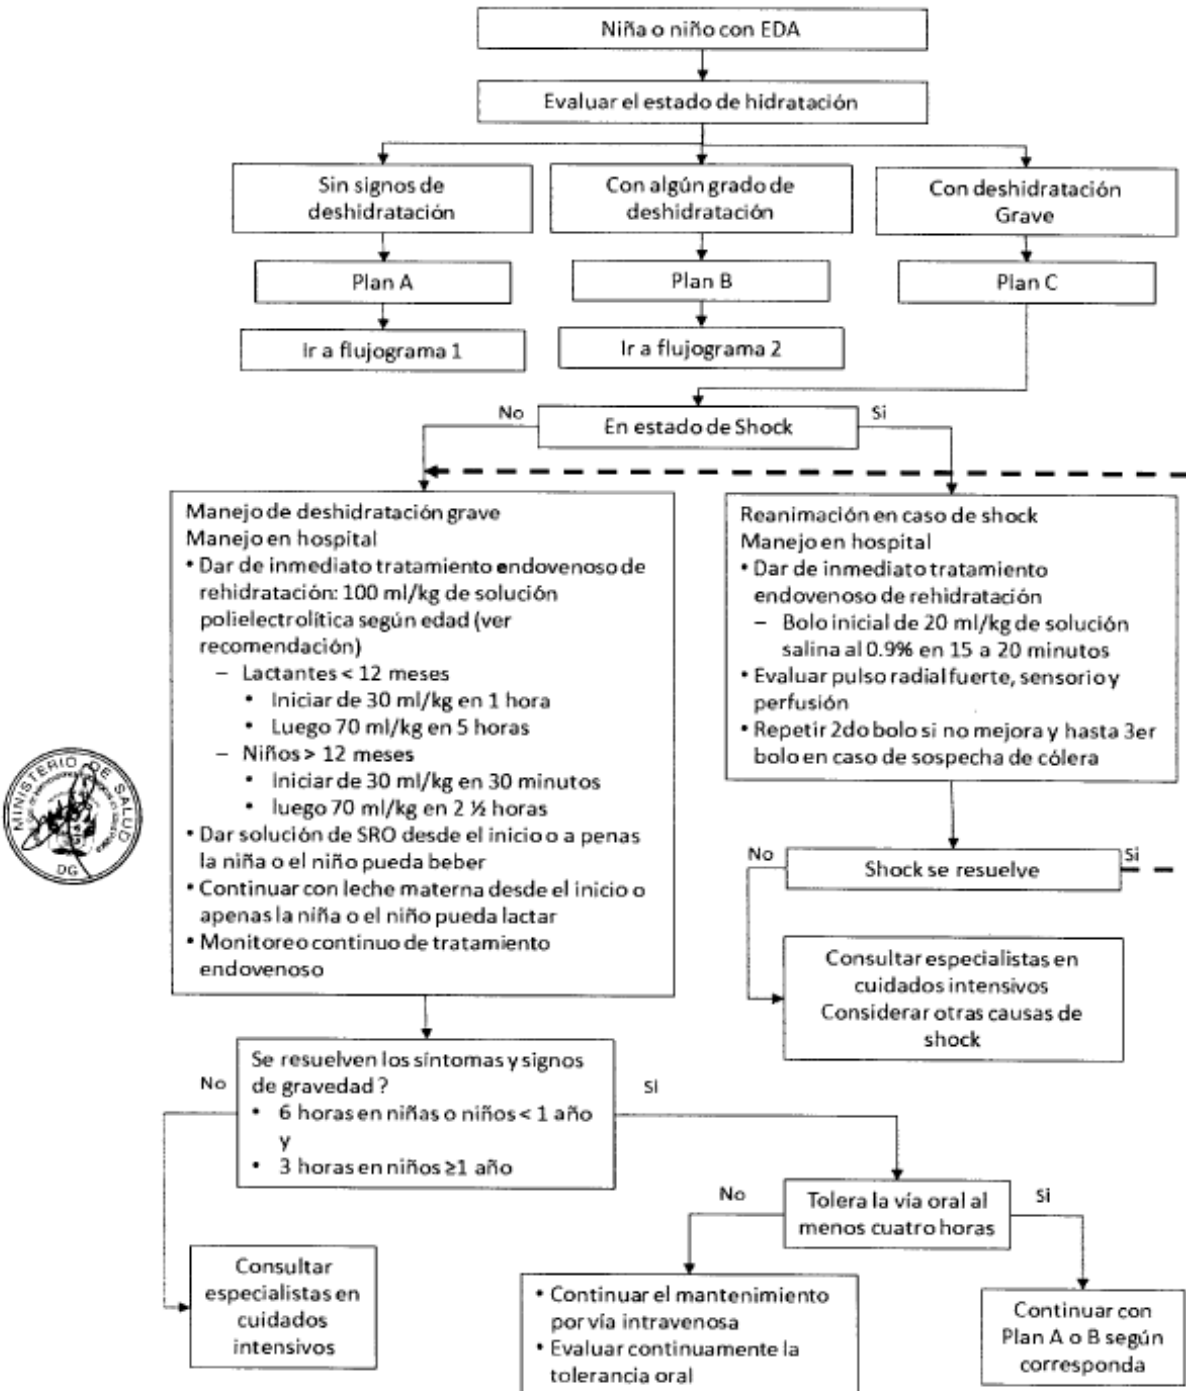 Niña o niño con EDA
Evaluar el estado de hidratación
Sin signos de
deshidratación
Con algún grado de
deshidratación
Con deshidratación
Grave
Plan A
Plan B
Plan C
Ir a flujograma 1
Ir a flujograma 2
No
En estado de Shock
Si
Manejo de deshidratación grave
Manejo en hospital
• Dar de inmediato tratamiento endovenoso de
rehidratación: 100 ml/kg de solución
polielectrolítica según edad (ver
recomendación)
– Lactantes < 12 meses
• Iniciar de 30 ml/kg en 1 hora
• Luego 70 ml/kg en 5 horas
– Niños > 12 meses
• Iniciar de 30 ml/kg en 30 minutos
• luego 70 ml/kg en 2 ½ horas
• Dar solución de SRO desde el inicio o a penas
la niña o el niño pueda beber
• Continuar con leche materna desde el inicio o
apenas la niña o el niño pueda lactar
• Monitoreo continuo de tratamiento
endovenoso
Reanimación en caso de shock
Manejo en hospital
• Dar de inmediato tratamiento
endovenoso de rehidratación
– Bolo inicial de 20 ml/kg de solución
salina al 0.9% en 15 a 20 minutos
• Evaluar pulso radial fuerte, sensorio y
perfusión
• Repetir 2do bolo si no mejora y hasta 3er
bolo en caso de sospecha de cólera
MINISTERIO DE SALUD
DG
No
Shock se resuelve
Si
Consultar especialistas en
cuidados intensivos
Considerar otras causas de
shock
No
Se resuelven los síntomas y signos
de gravedad ?
• 6 horas en niñas o niños < 1 año
y
• 3 horas en niños ≥1 año
Si
No
Tolera la vía oral al
menos cuatro horas
Si
Consultar
especialistas en
cuidados
intensivos
• Continuar el mantenimiento
por vía intravenosa
• Evaluar continuamente la
tolerancia oral
Continuar con
Plan A o B según
corresponda